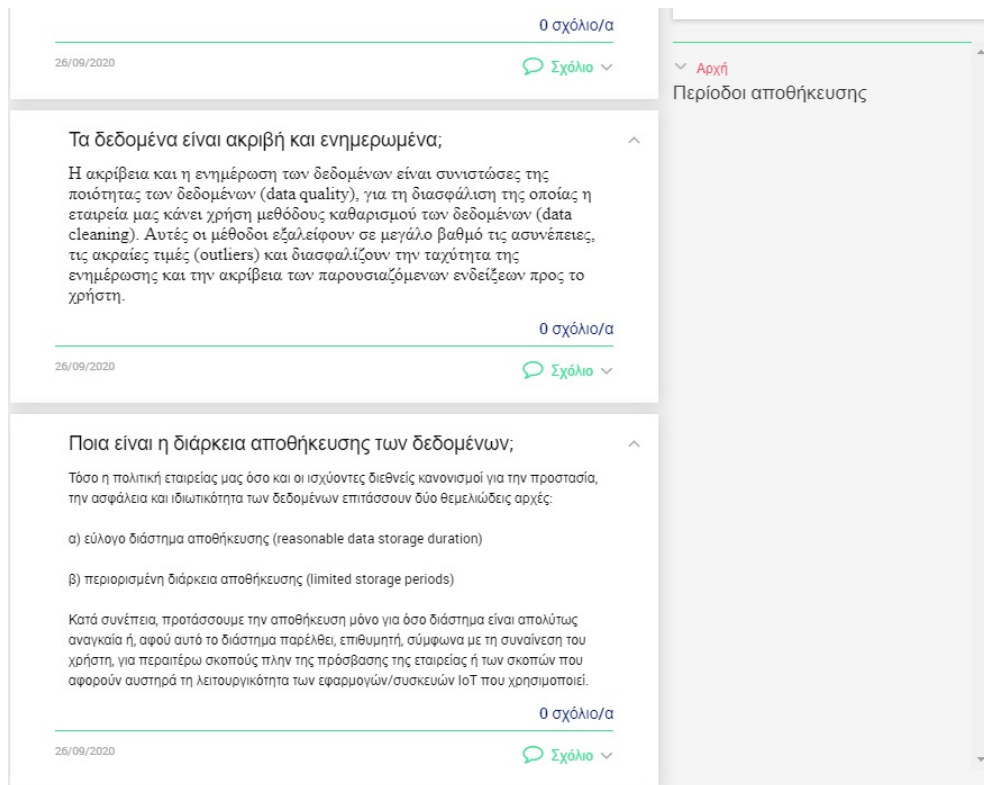 0 σχόλιο/α
26/09/2020
Σχόλιο
Τα δεδομένα είναι ακριβή και ενημερωμένα;
Η ακρίβεια και η ενημέρωση των δεδομένων είναι συνιστώσες της
ποιότητας των δεδομένων (data quality), για τη διασφάλιση της οποίας η
εταιρεία μας κάνει χρήση μεθόδους καθαρισμού των δεδομένων (data
cleaning). Αυτές οι μέθοδοι εξαλείφουν σε μεγάλο βαθμό τις ασυνέπειες,
τις ακραίες τιμές (outliers) και διασφαλίζουν την ταχύτητα της
ενημέρωσης και την ακρίβεια των παρουσιαζόμενων ενδείξεων προς το
χρήστη.
0 σχόλιο/α
26/09/2020
Σχόλιο
Ποια είναι η διάρκεια αποθήκευσης των δεδομένων;
Τόσο η πολιτική εταιρείας μας όσο και οι ισχύοντες διεθνείς κανονισμοί για την προστασία,
την ασφάλεια και ιδιωτικότητα των δεδομένων επιτάσσουν δύο θεμελιώδεις αρχές:
α) εύλογο διάστημα αποθήκευσης (reasonable data storage duration)
β) περιορισμένη διάρκεια αποθήκευσης (limited storage periods)
Κατά συνέπεια, προτάσσουμε την αποθήκευση μόνο για όσο διάστημα είναι απολύτως
αναγκαία ή, αφού αυτό το διάστημα παρέλθει, επιθυμητή, σύμφωνα με τη συναίνεση του
χρήστη, για περαιτέρω σκοπούς πλην της πρόσβασης της εταιρείας ή των σκοπών που
αφορούν αυστηρά τη λειτουργικότητα των εφαρμογών/συσκευών IoT που χρησιμοποιεί.
0 σχόλιο/α
26/09/2020
Σχόλιο
Αρχή
Περίοδοι αποθήκευσης